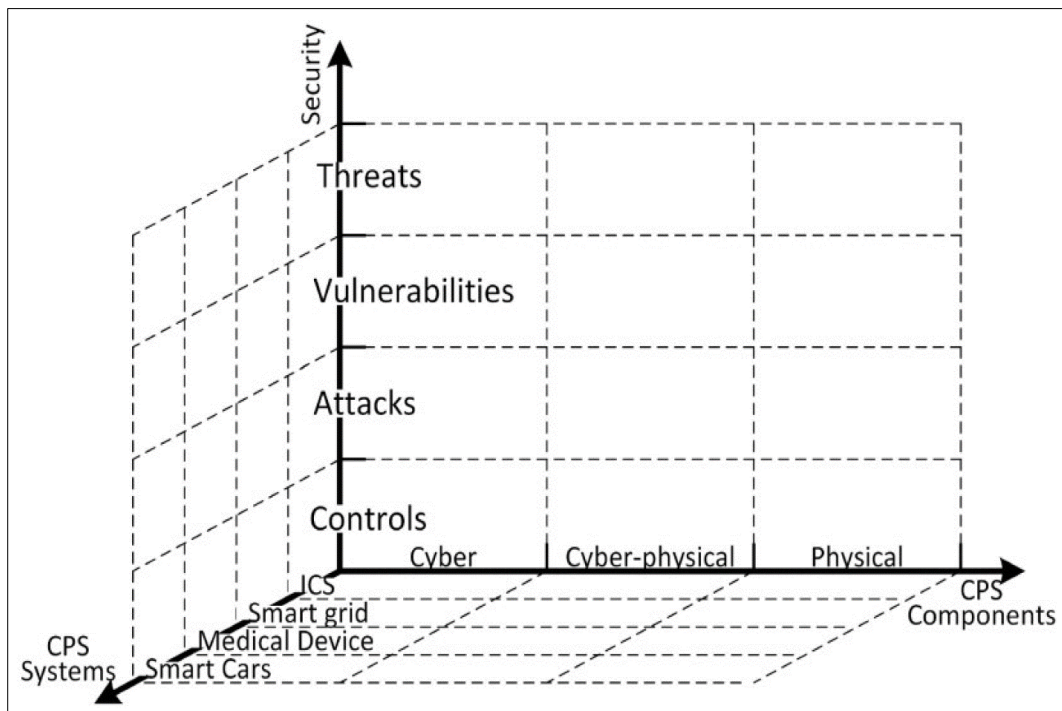 Security
Threats
Vulnerabilities
Attacks
Controls
Cyber
Cyber-physical
Physical
CPS
Components
ICS
Smart grid
Medical Device
Smart Cars
CPS
Systems